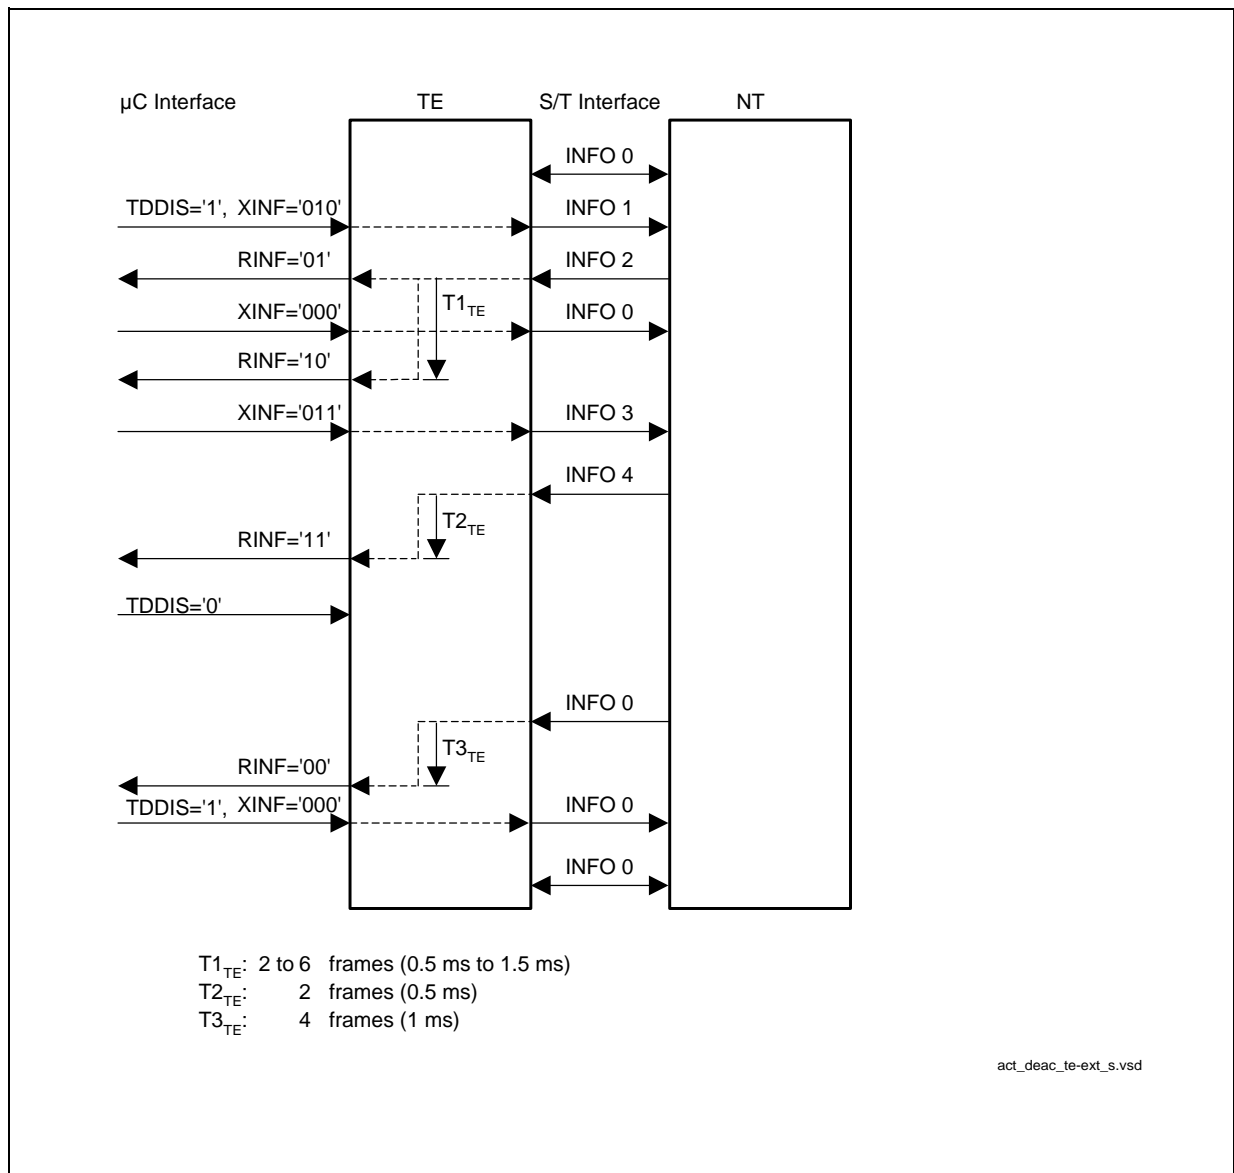 µC Interface TE S/T Interface NT
INFO 0
TDDIS='1', XINF='010' INFO 1
RINF='01' INFO 2
T1TE
XINF='000' INFO 0
RINF='10'
XINF='011' INFO 3
INFO 4
T2TE
RINF='11'
TDDIS='0'
INFO 0
T3TE
RINF='00'
TDDIS='1', XINF='000' INFO 0
INFO 0
T1TE: 2 to 6 frames (0.5 ms to 1.5 ms)
T2TE: 2 frames (0.5 ms)
T3TE: 4 frames (1 ms)
act_deac_te-ext_s.vsd